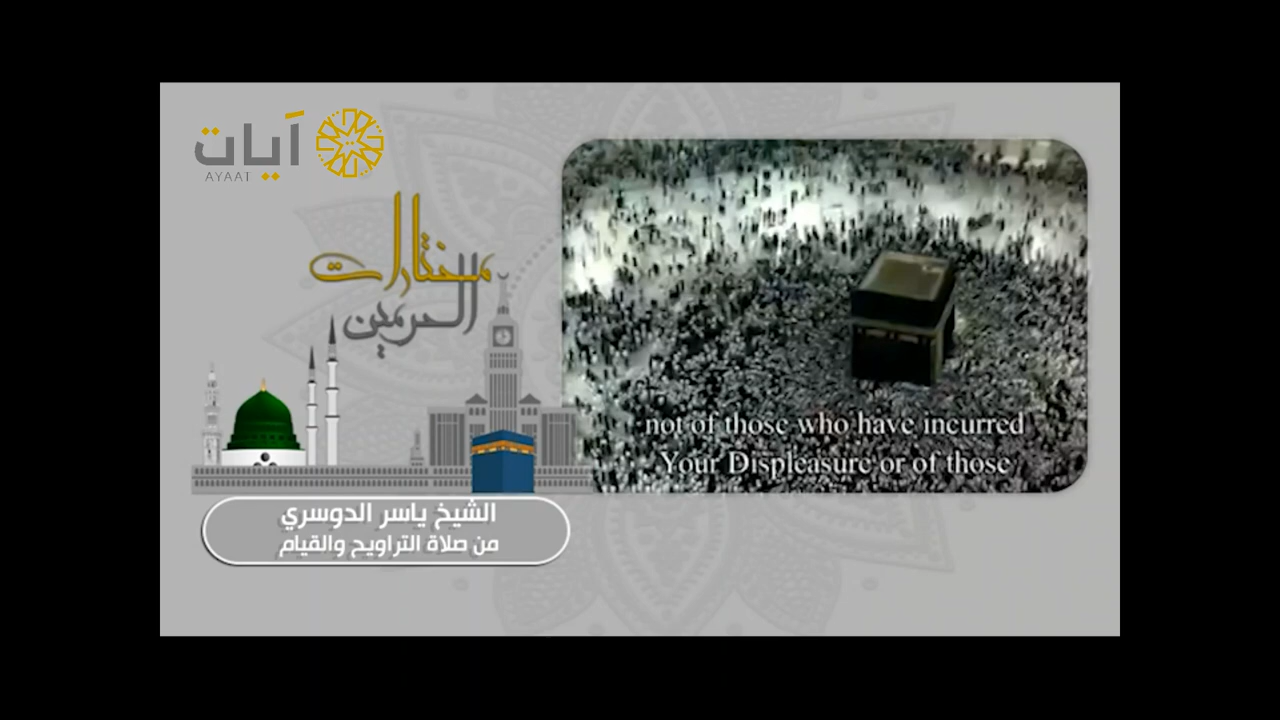 آيات
AYAAT
مختارات
الحرمين
not of those who have incurred
Your Displeasure or of those
الشيخ ياسر الدوسري
من صلاة التراويح والقيام